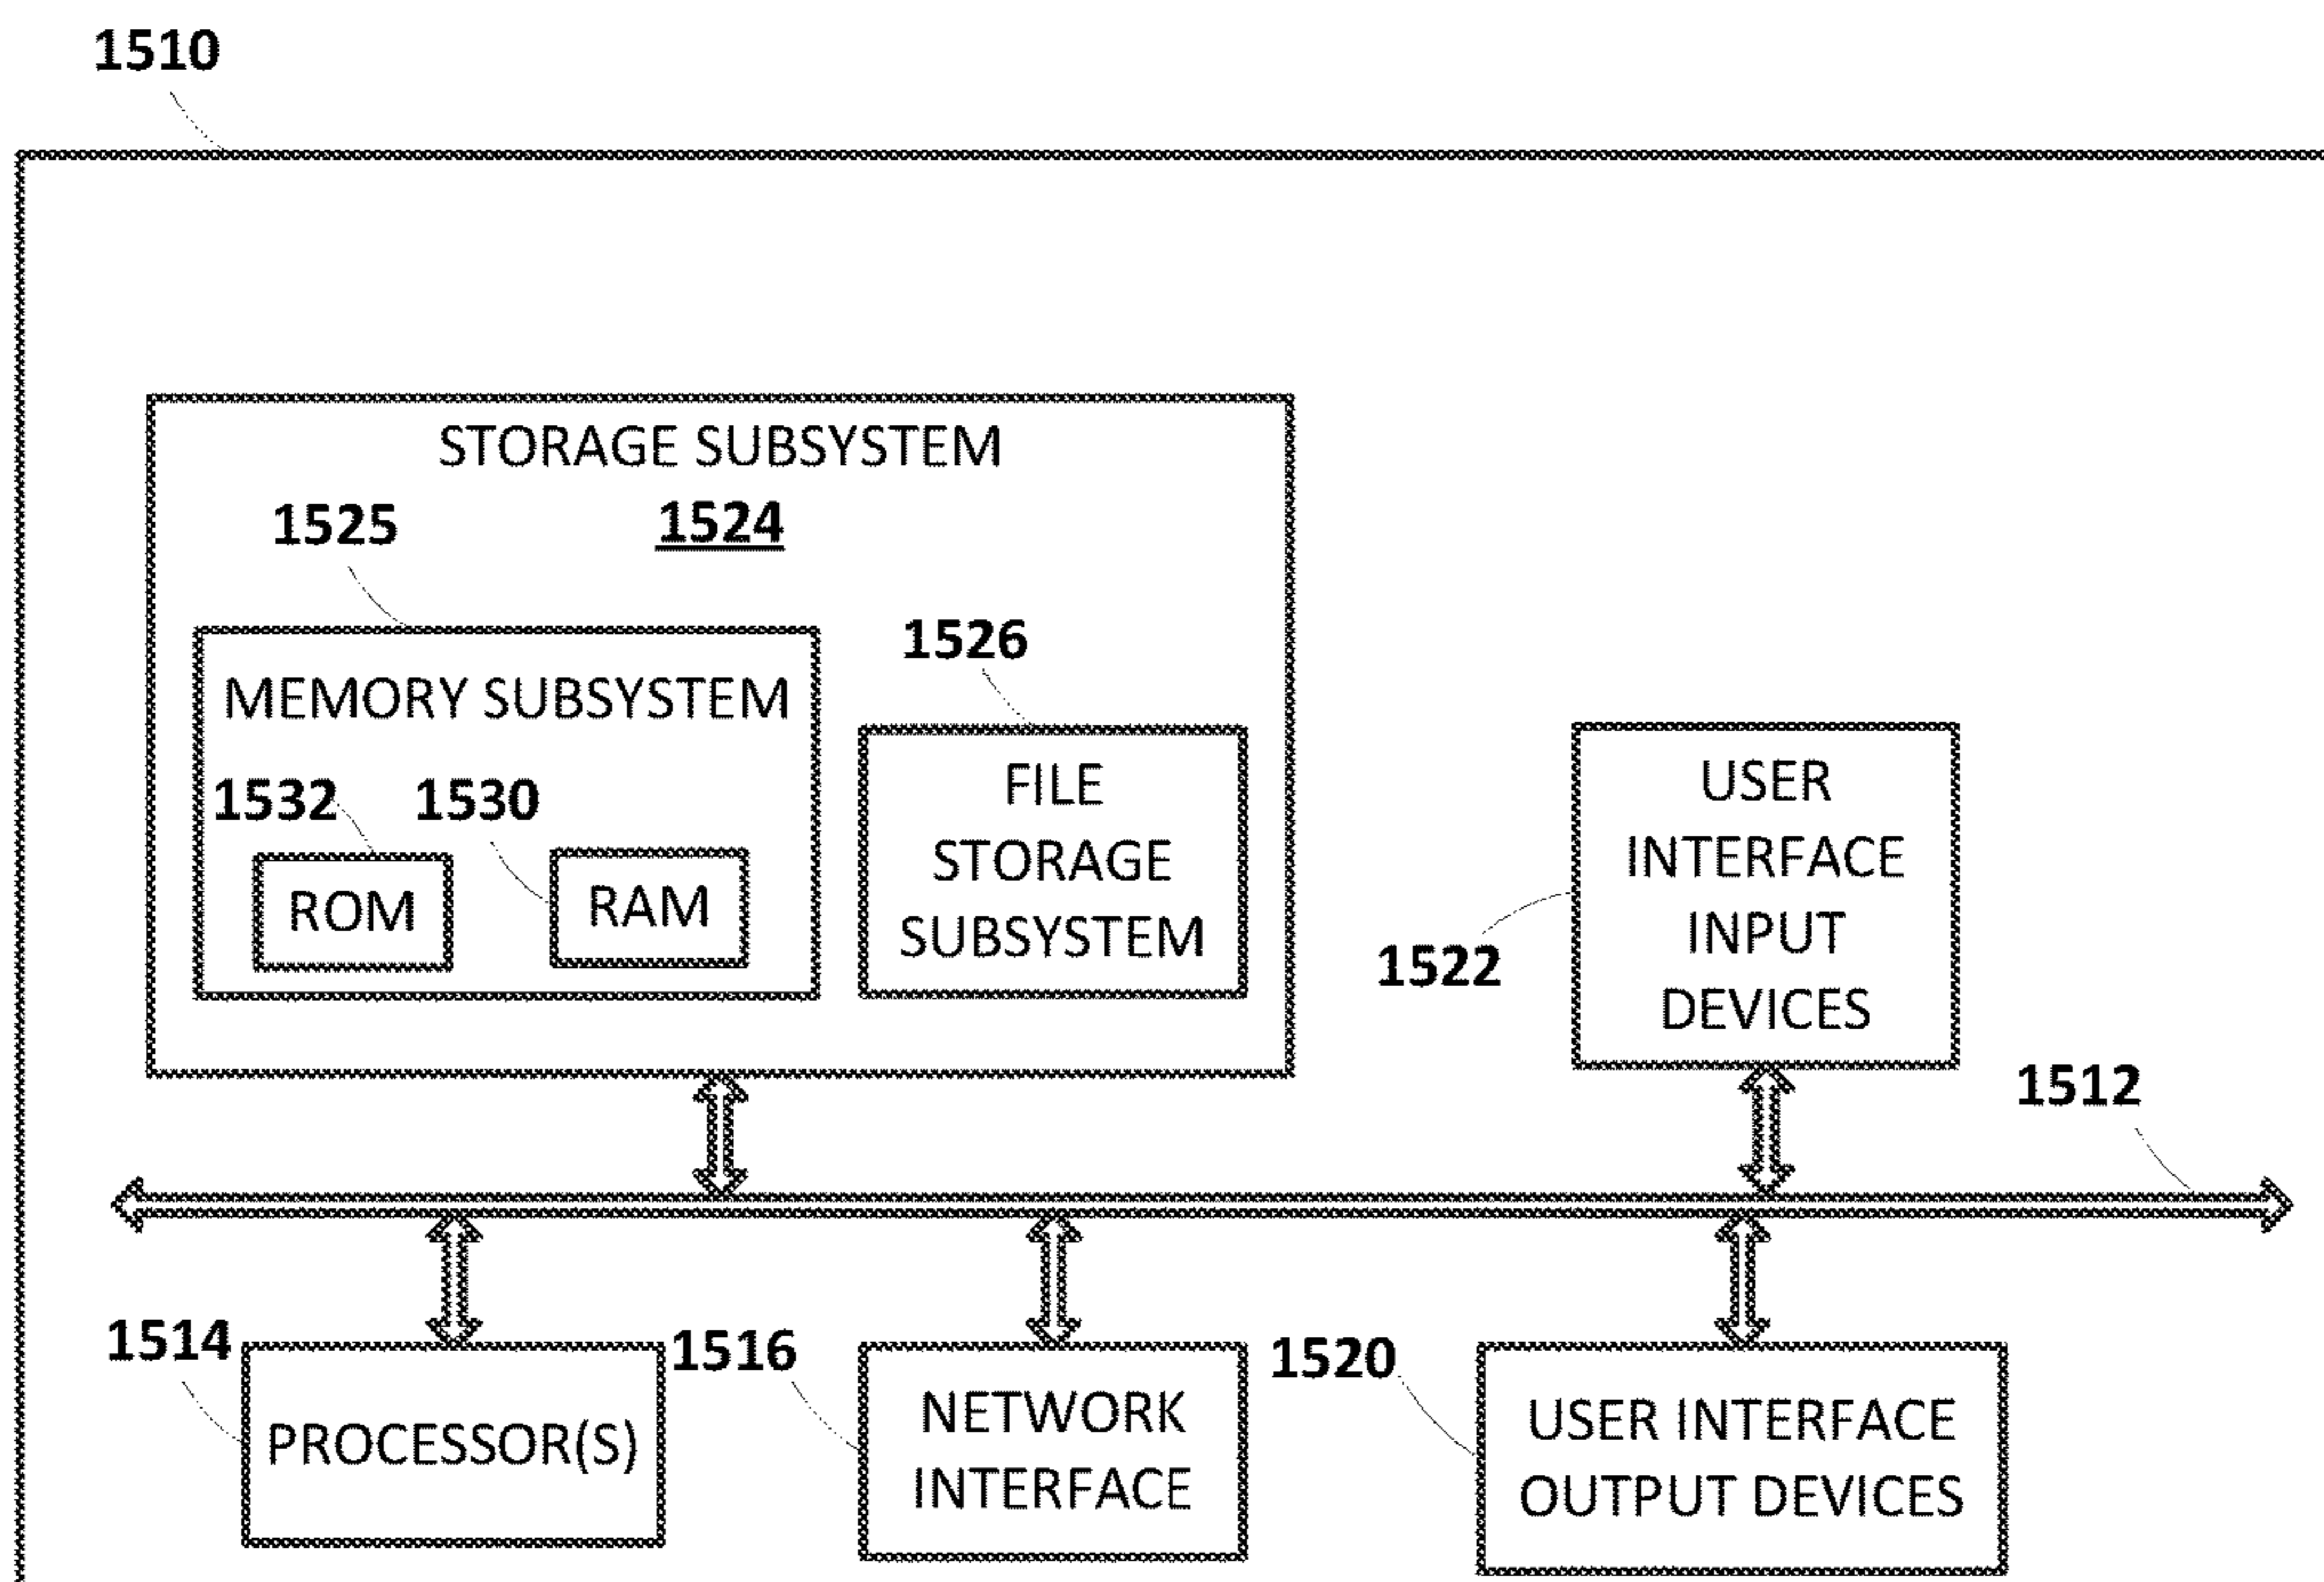 1510
STORAGE SUBSYSTEM
1524
1525
MEMORY SUBSYSTEM
1532
1530
ROM
RAM
1526
FILE
STORAGE
SUBSYSTEM
USER
INTERFACE
INPUT
DEVICES
1522
1512
1514
PROCESSOR(S)
1516
NETWORK
INTERFACE
1520
USER INTERFACE
OUTPUT DEVICES